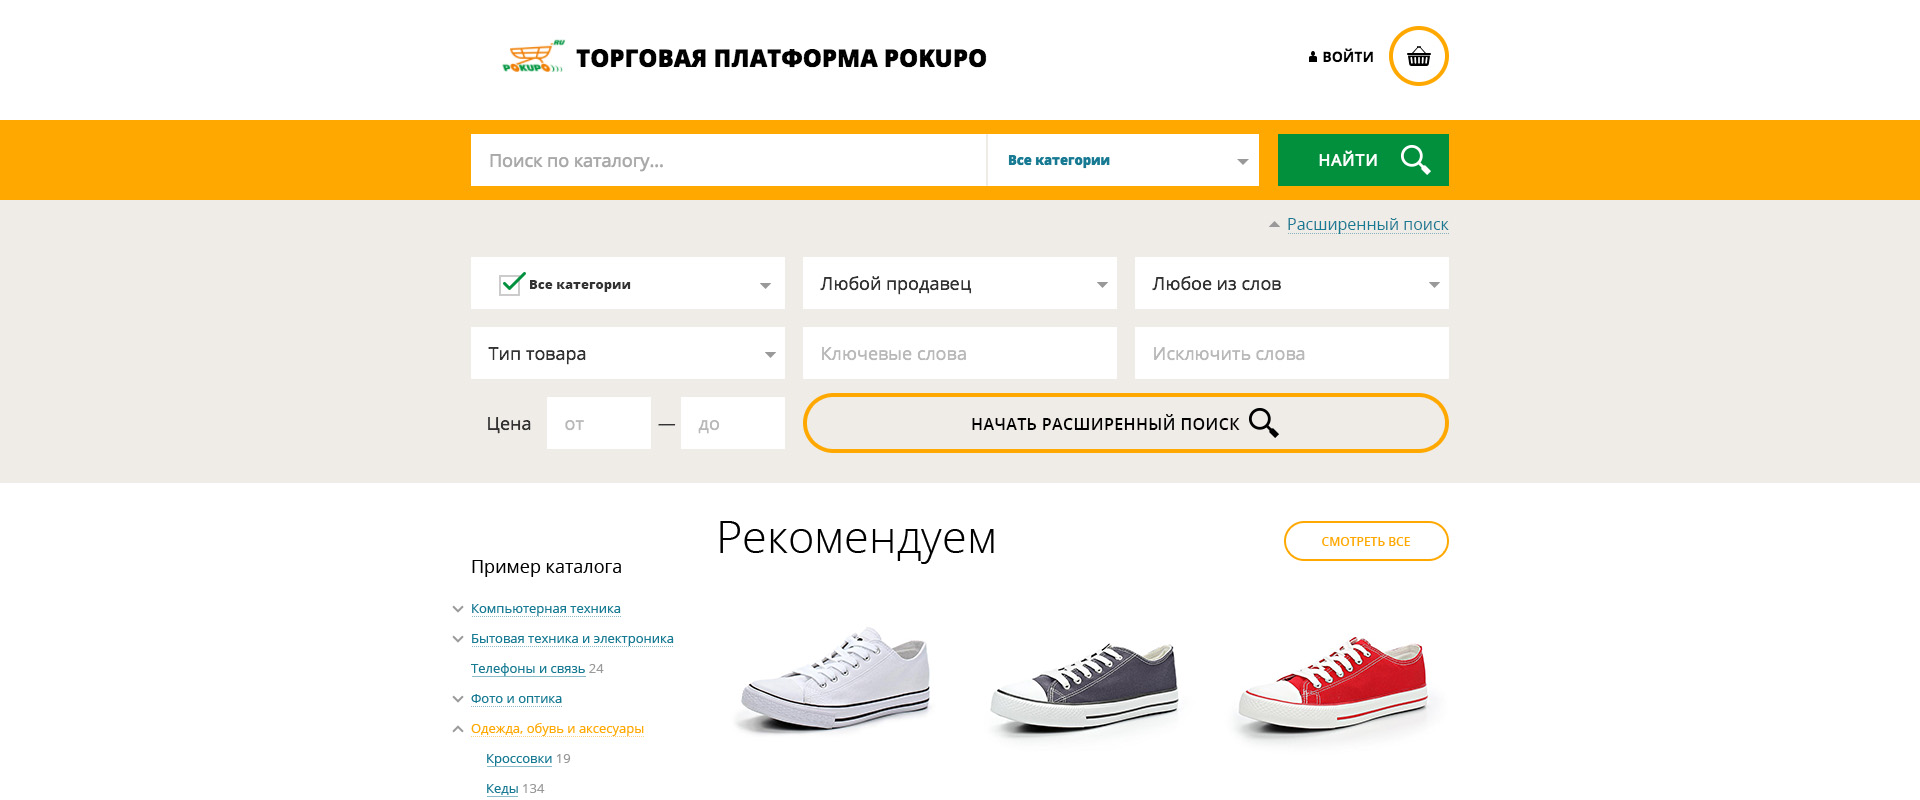 .RU
POKUPO
ТОРГОВАЯ ПЛАТФОРМА POKUPO
ВОЙТИ
Поиск по каталогу...
Все категории
НАЙТИ
Расширенный поиск
Все категории
Любой продавец
Любое из слов
Тип товара
Ключевые слова
Исключить слова
Цена от — до
НАЧАТЬ РАСШИРЕННЫЙ ПОИСК
Рекомендуем
СМОТРЕТЬ ВСЕ
Пример каталога
Компьютерная техника
Бытовая техника и электроника
Телефоны и связь 24
Фото и оптика
Одежда, обувь и аксесуары
Кроссовки 19
Кеды 134